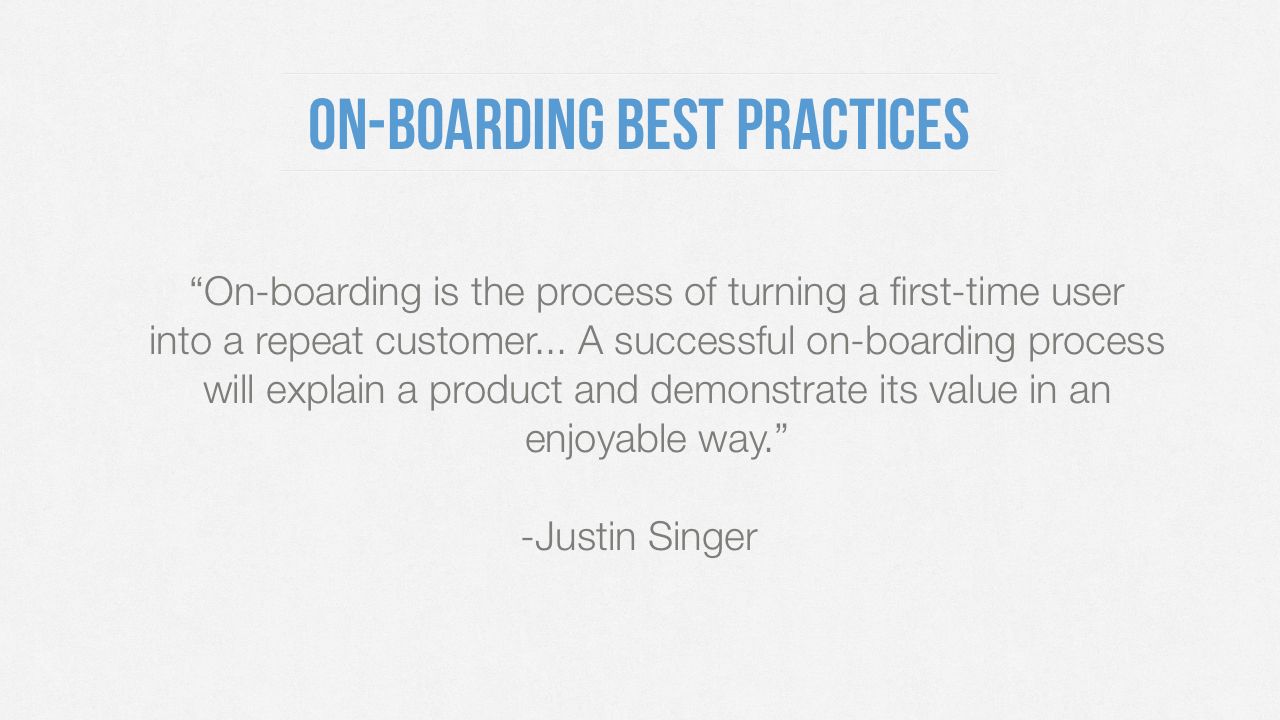 ON-BOARDING BEST PRACTICES
“On-boarding is the process of turning a first-time user
into a repeat customer... A successful on-boarding process
will explain a product and demonstrate its value in an
enjoyable way.”
-Justin Singer